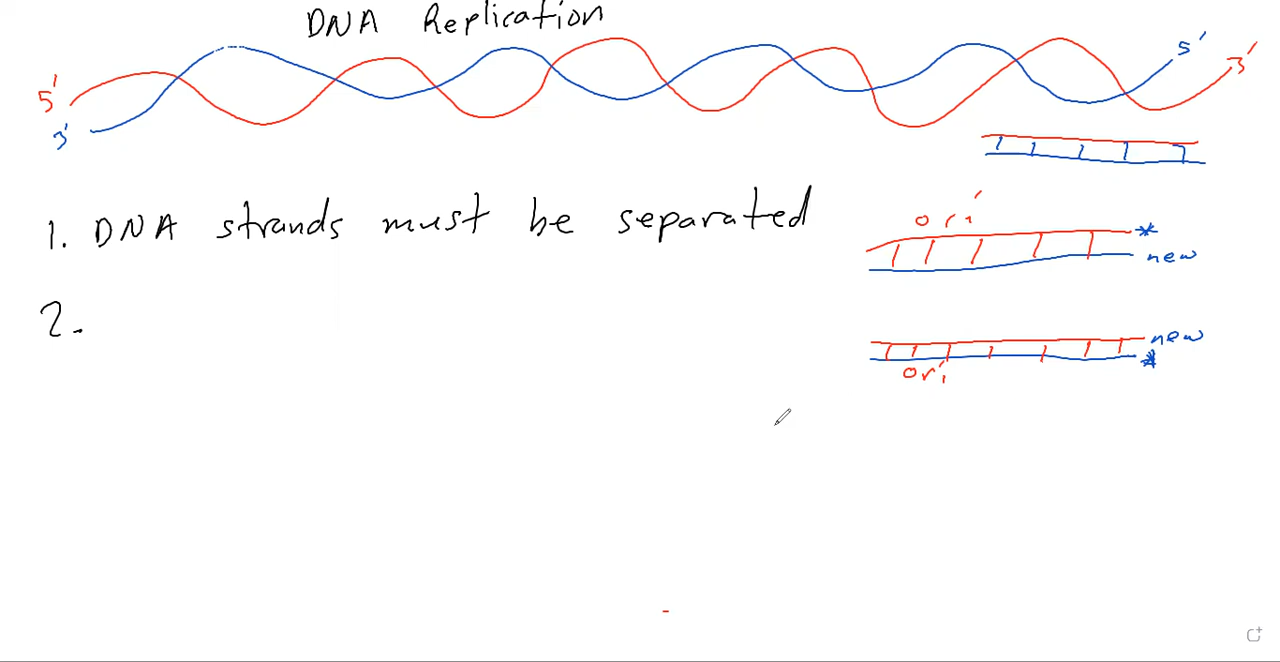 DNA Replication
5'
3'
5'
3'
1. DNA strands must be separated
ori
*
new
2.
new
*
ori